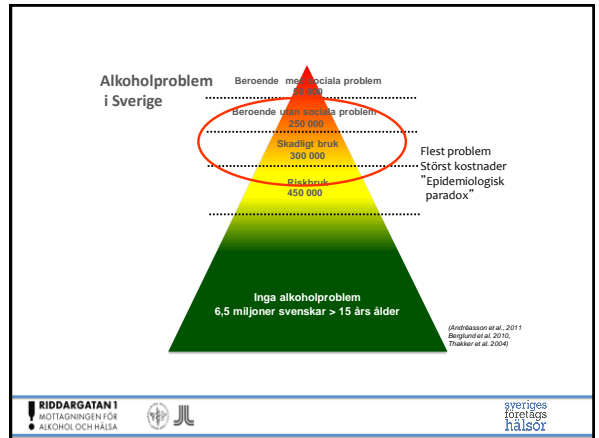 Alkoholproblem
i Sverige
Beroende med sociala problem
50 000
Beroende utan sociala problem
250 000
Skadligt bruk
300 000
Riskbruk
450 000
Flest problem
Störst kostnader
”Epidemiologisk
paradox”
Inga alkoholproblem
6,5 miljoner svenskar > 15 års ålder
(Andréasson et al., 2011
Berglund et al. 2010,
Thakker et al. 2004)
RIDDARGATAN 1
MOTTAGNINGEN FÖR
ALKOHOL OCH HÄLSA
sveriges
företags
hälsor